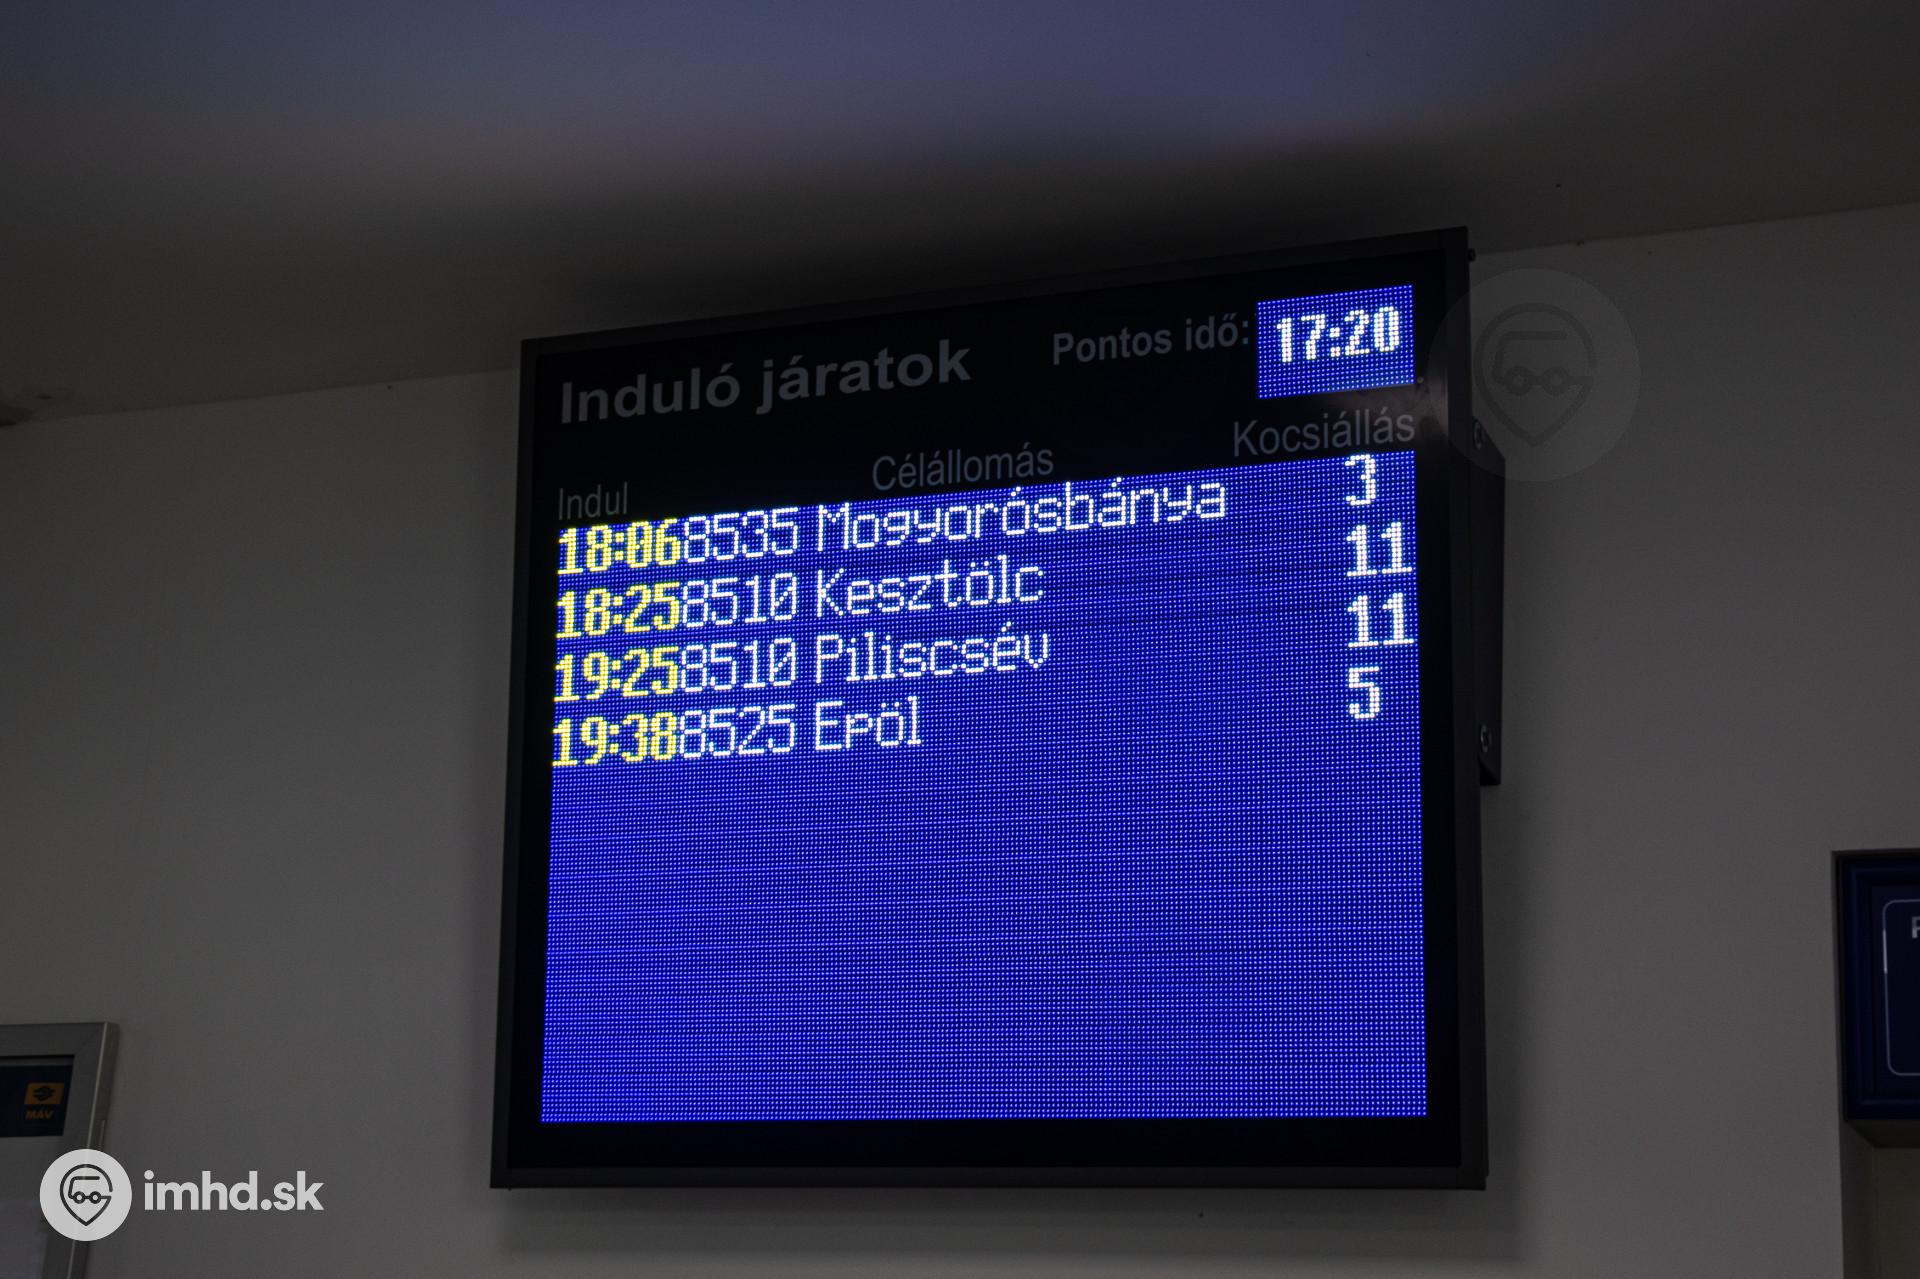 Induló járatok
Pontos idő: 17:20
Indul Célállomás Kocsiállás
18:06 8535 Mogyorósbánya 3
18:25 8510 Kesztölc 11
19:25 8510 Piliscsév 11
19:38 8525 Epöl 5
MÁV
imhd.sk